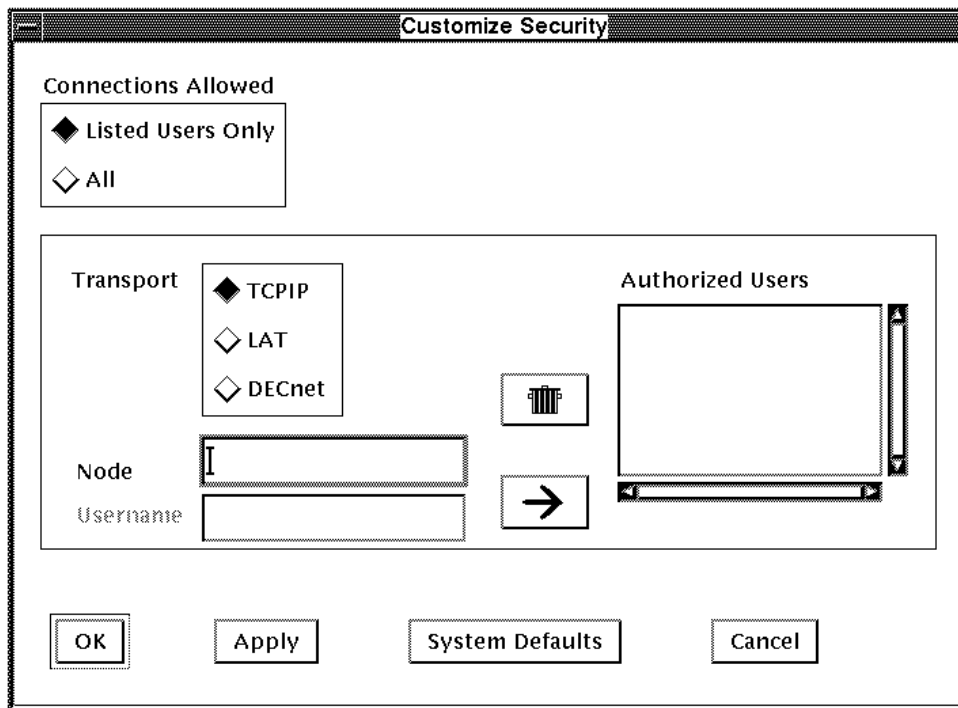 Customize Security
Connections Allowed
Listed Users Only
All
Transport
TCPIP
LAT
DECnet
Authorized Users
Node
Username
OK
Apply
System Defaults
Cancel